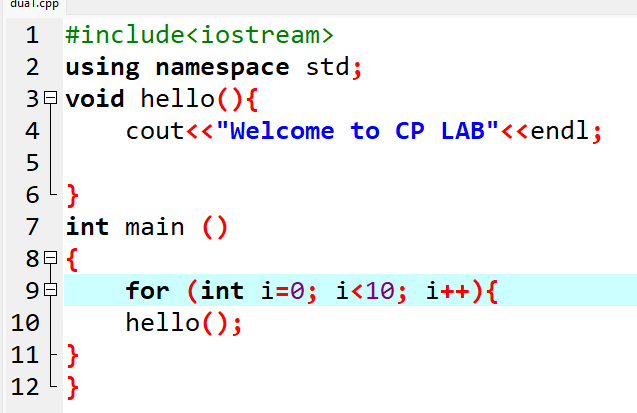 dua1.cpp
1 #include<iostream>
2 using namespace std;
3 void hello(){
4 cout<<"Welcome to CP LAB"<<endl;
5
6 }
7 int main ()
8 {
9 for (int i=0; i<10; i++){
10 hello();
11 }
12 }